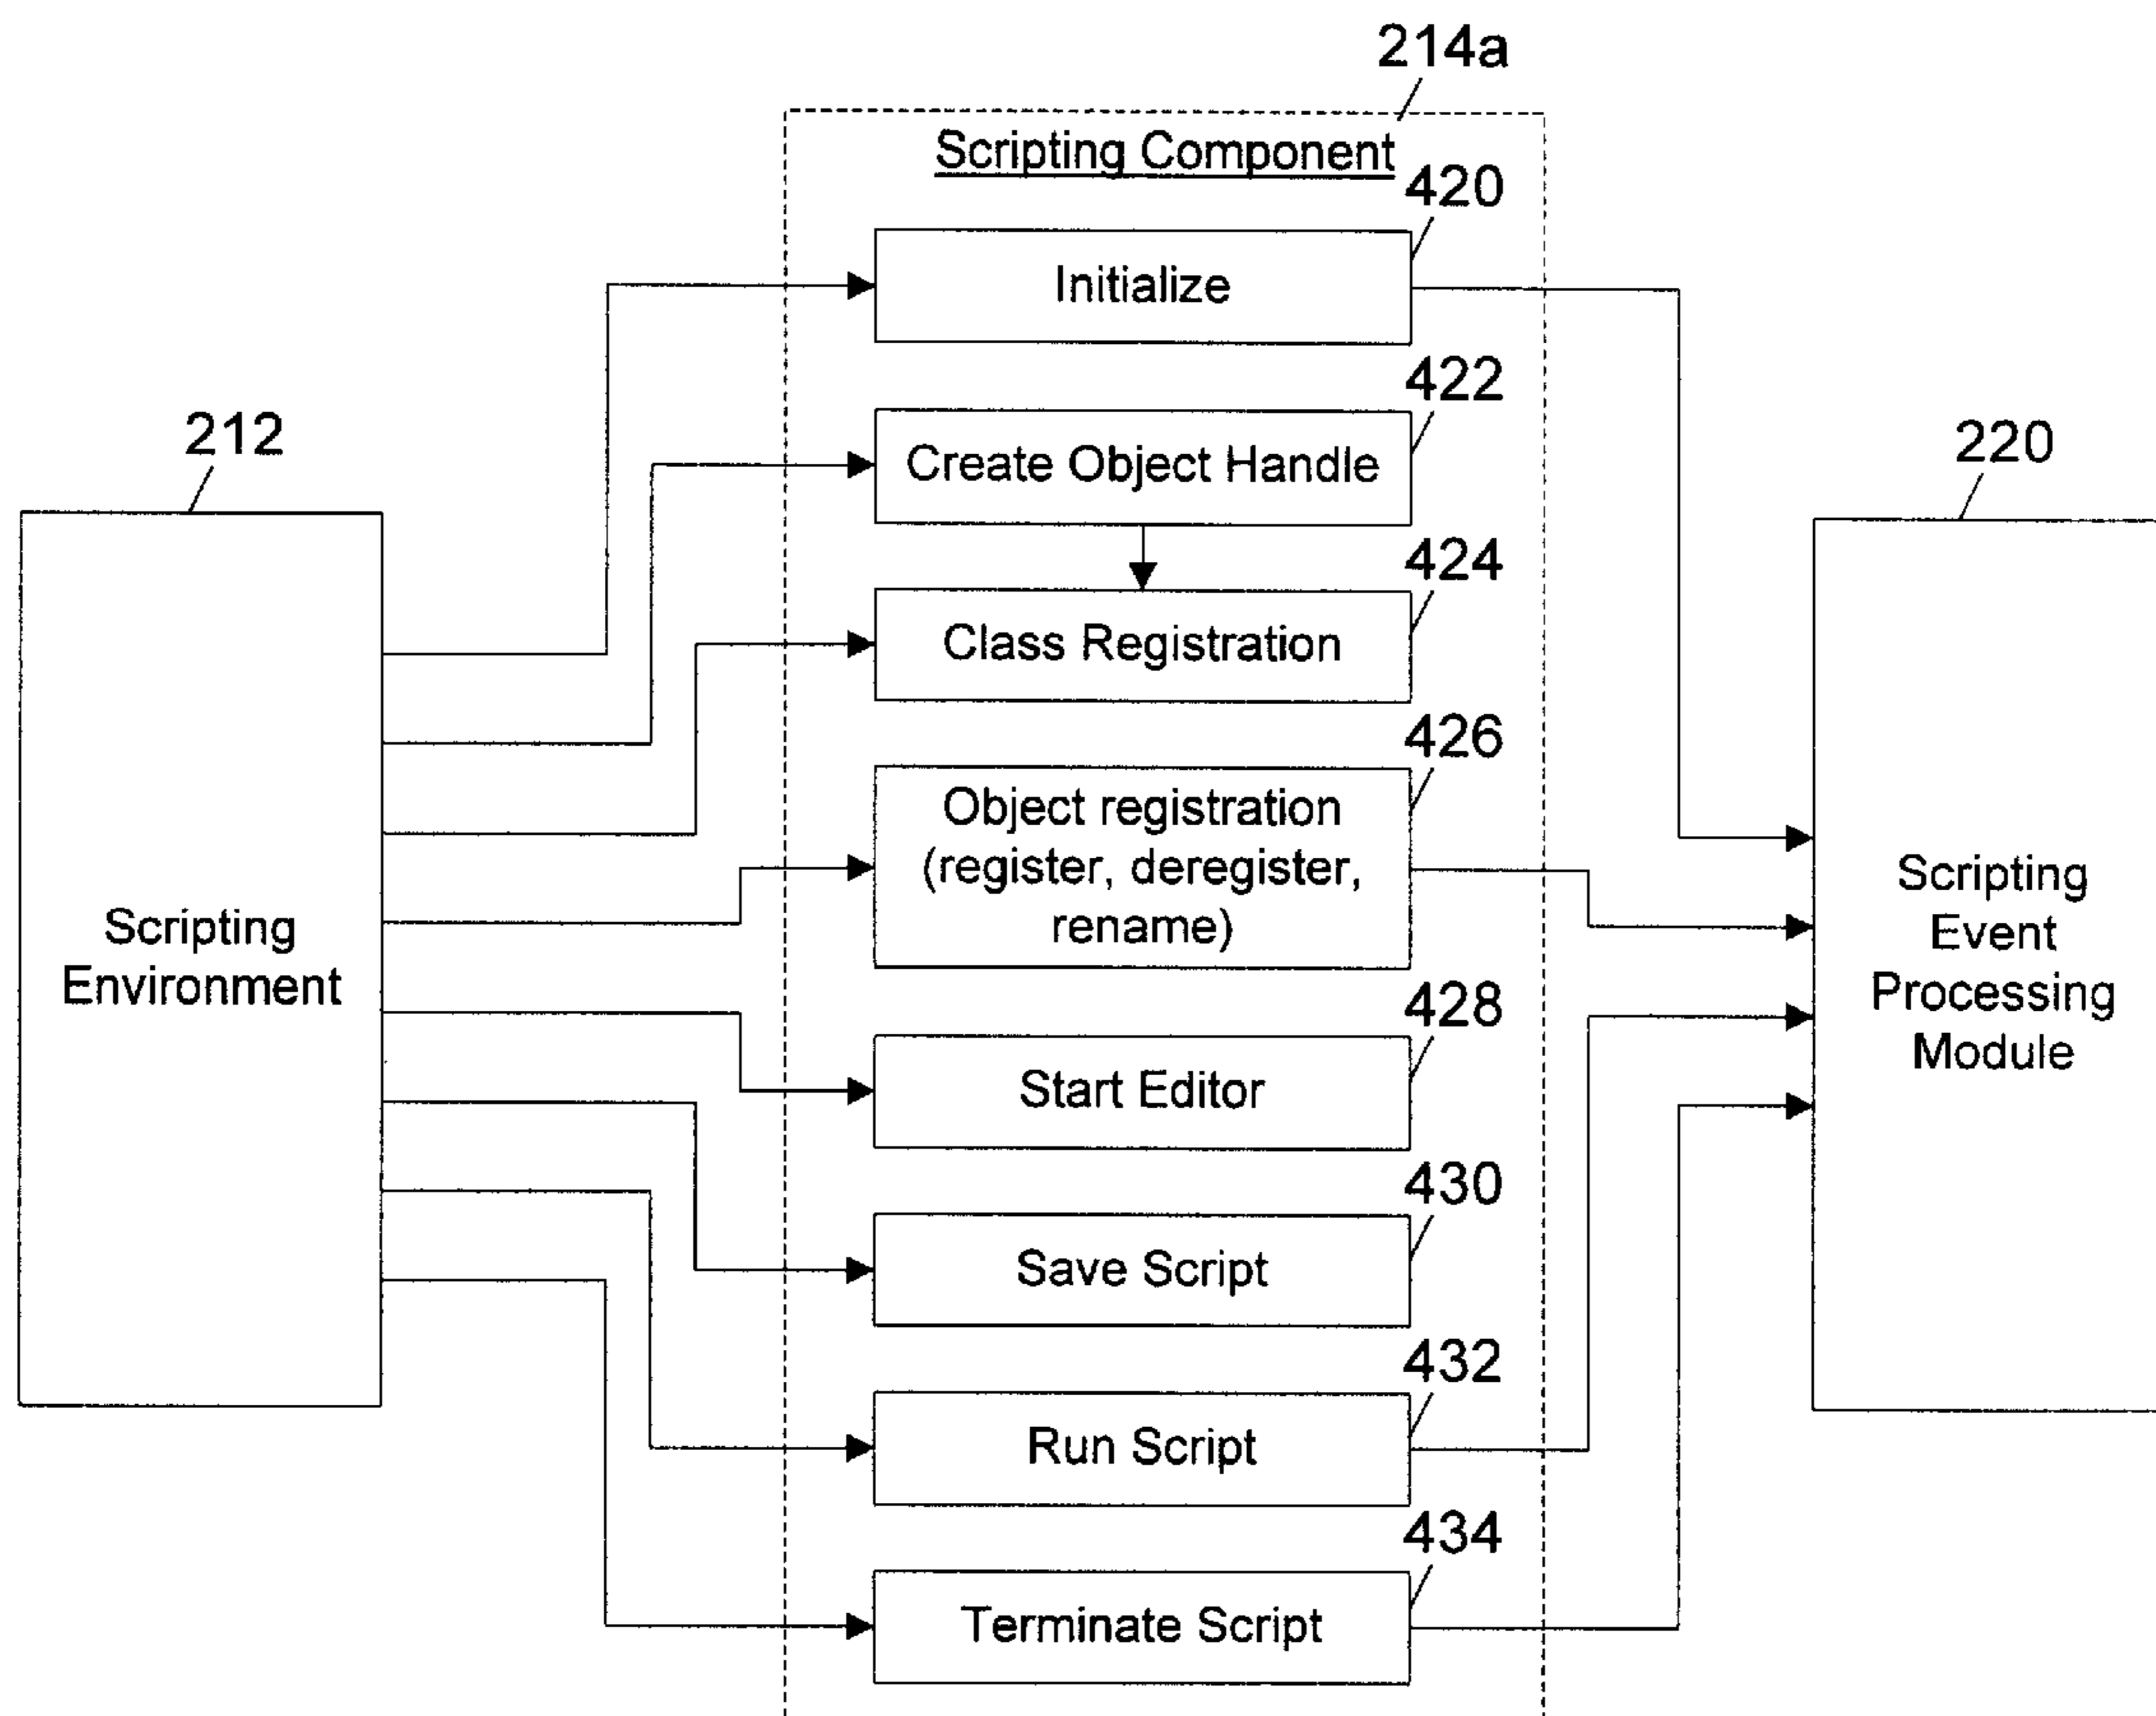 214a
Scripting Component
420
Initialize
422
Create Object Handle
212
220
424
Class Registration
426
Object registration
(register, deregister,
rename)
Scripting
Environment
Scripting
Event
Processing
Module
428
Start Editor
430
Save Script
432
Run Script
434
Terminate Script